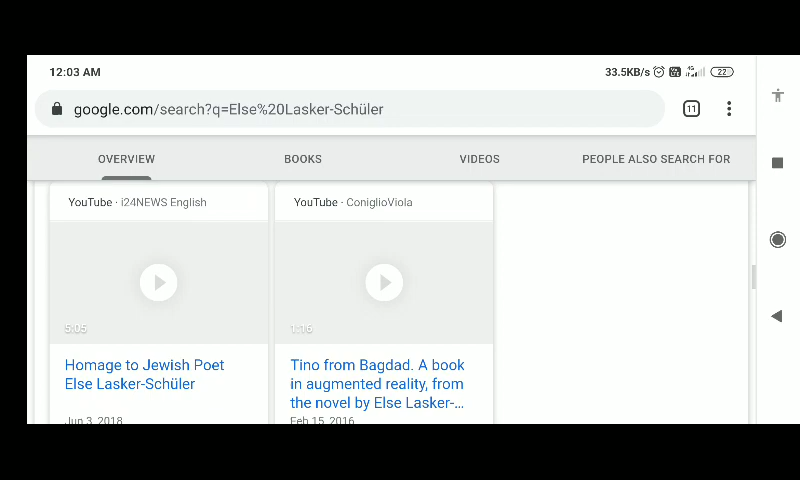 12:03 AM 33.5KB/s 4G 22
google.com/search?q=Else%20Lasker-Schüler 11
OVERVIEW BOOKS VIDEOS PEOPLE ALSO SEARCH FOR
YouTube · i24NEWS English
5:05
Homage to Jewish Poet
Else Lasker-Schüler
Jun 3, 2018
YouTube · ConiglioViola
1:16
Tino from Bagdad. A book
in augmented reality, from
the novel by Else Lasker-...
Feb 15, 2016